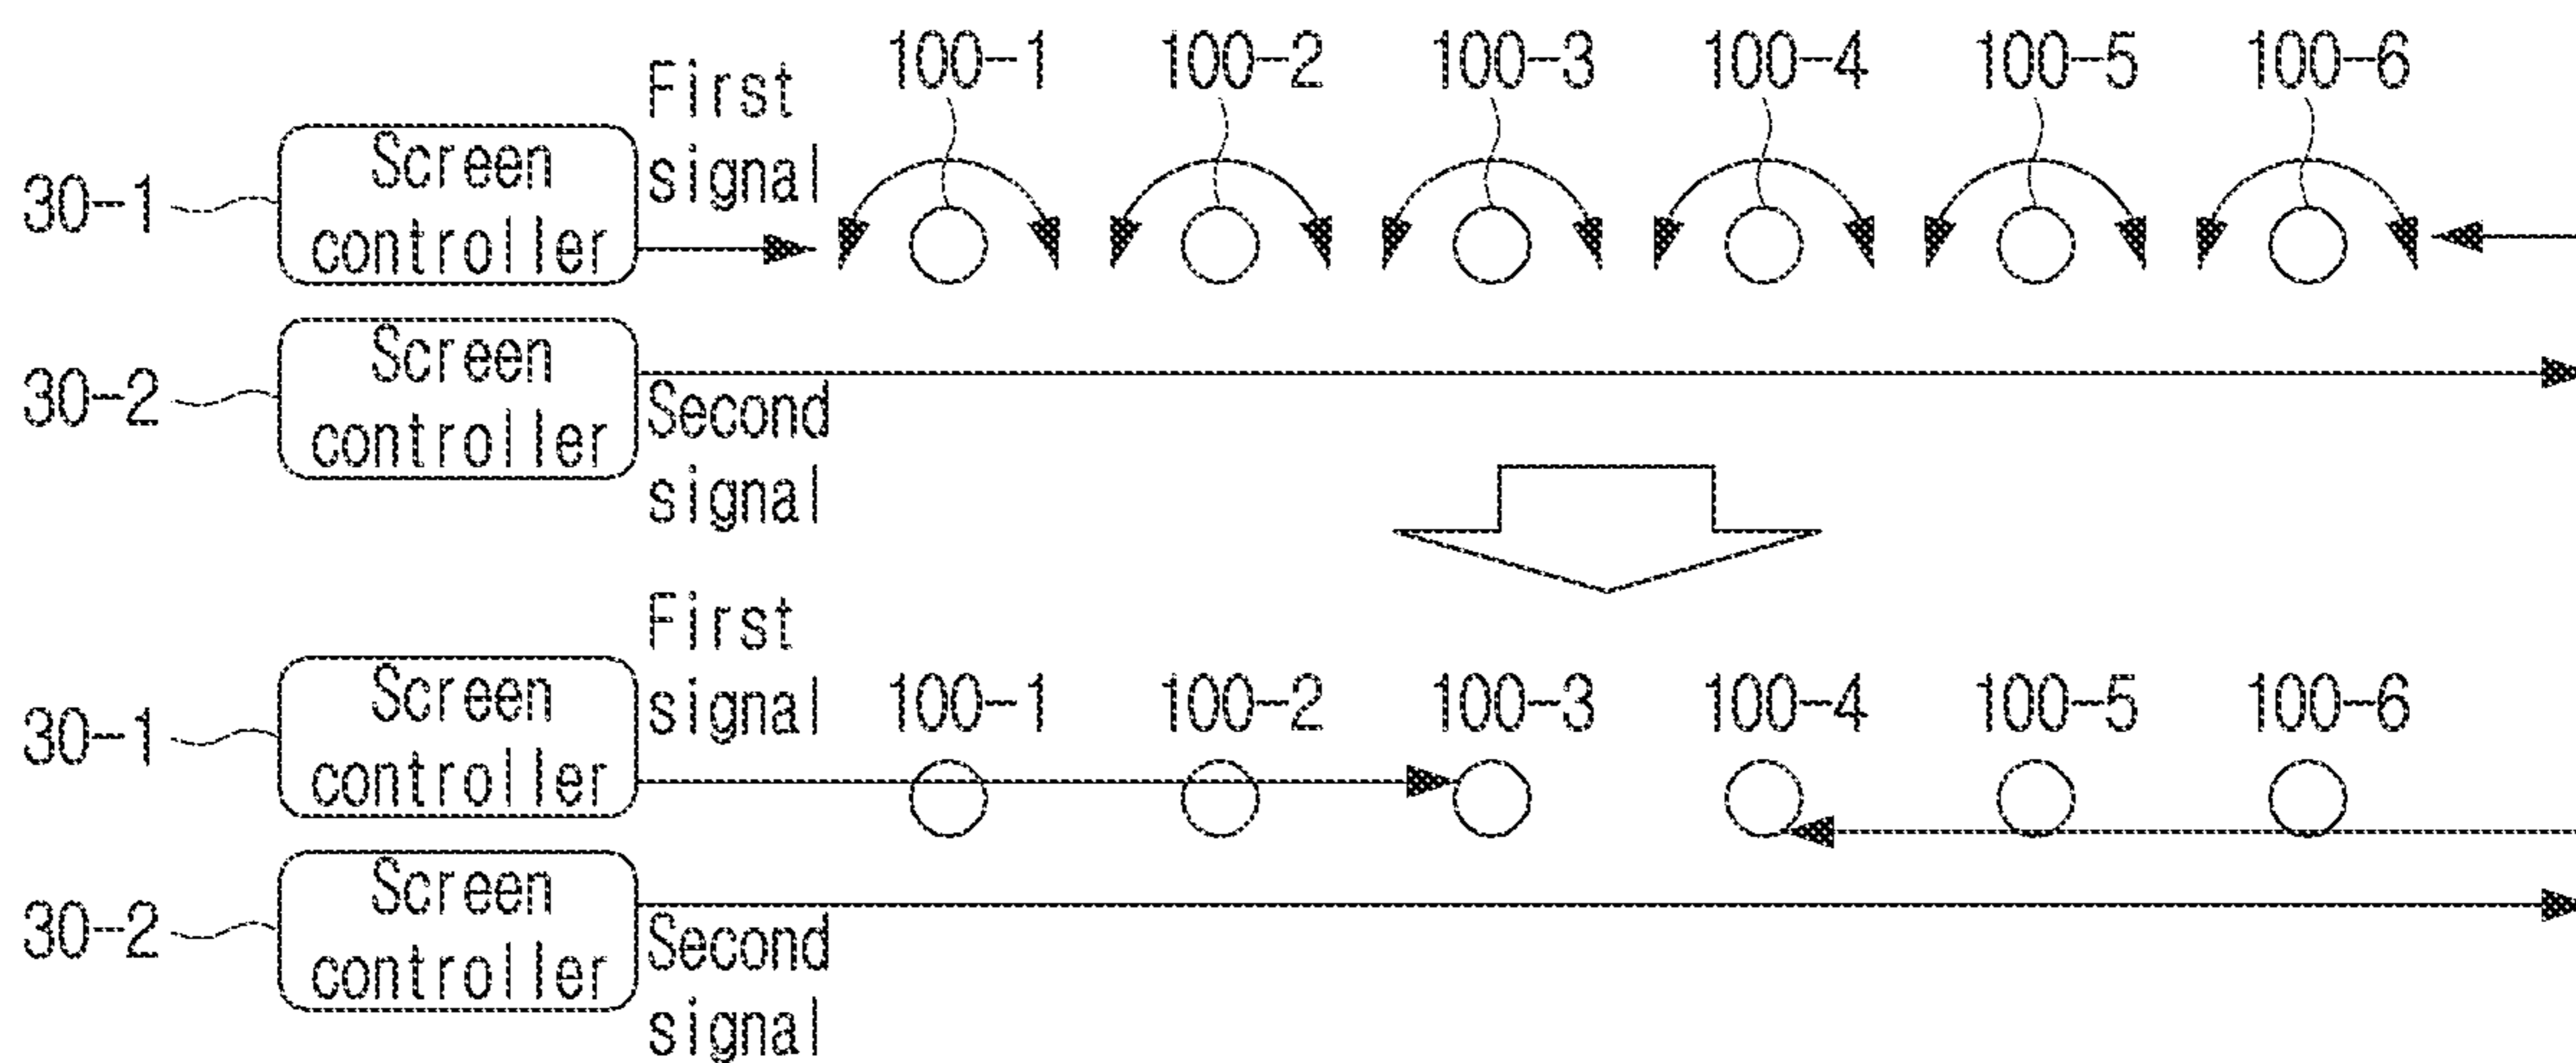 First
signal
100-1 100-2 100-3 100-4 100-5 100-6
30-1
Screen
controller
30-2
Screen
controller
Second
signal
First
signal
100-1 100-2 100-3 100-4 100-5 100-6
30-1
Screen
controller
30-2
Screen
controller
Second
signal